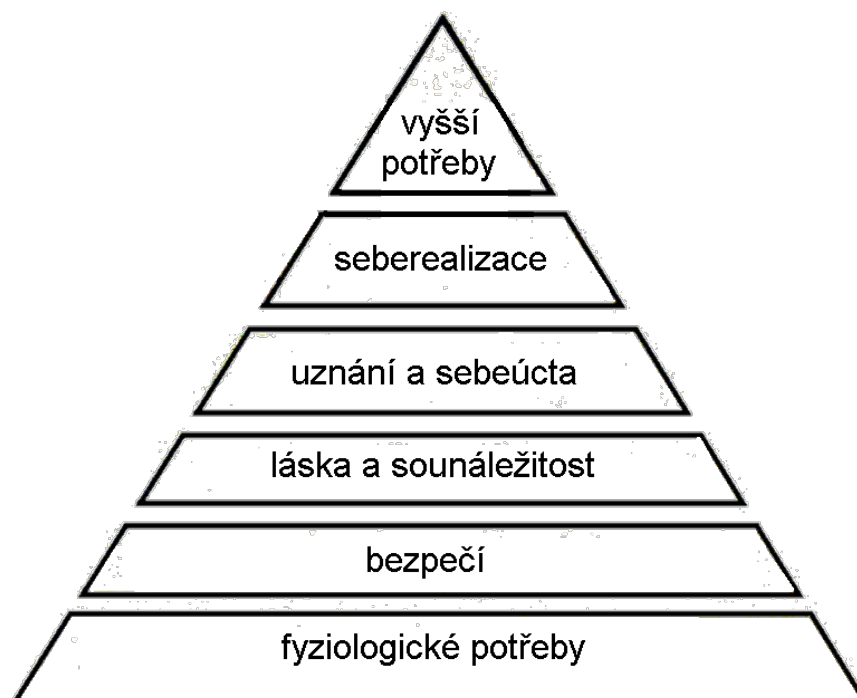 vyšší
potřeby
seberealizace
uznání a sebeúcta
láska a sounáležitost
bezpečí
fyziologické potřeby